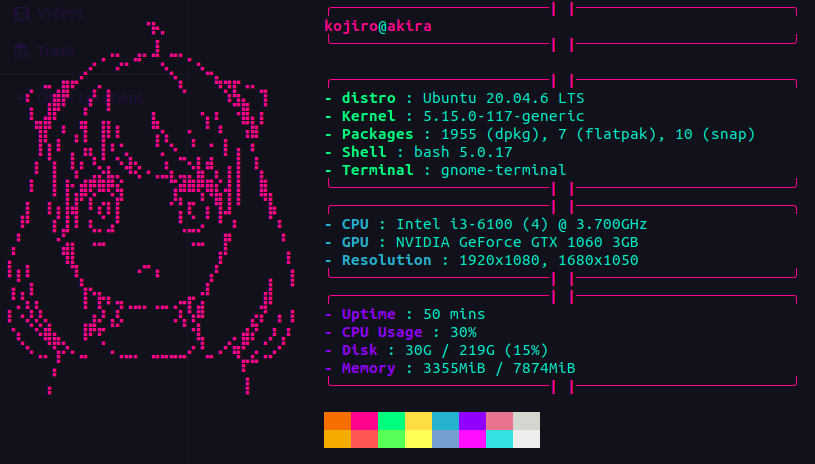 Videos
Trash
kojiro@akira
- distro : Ubuntu 20.04.6 LTS
- Kernel : 5.15.0-117-generic
- Packages : 1955 (dpkg), 7 (flatpak), 10 (snap)
- Shell : bash 5.0.17
- Terminal : gnome-terminal
- CPU : Intel i3-6100 (4) @ 3.700GHz
- GPU : NVIDIA GeForce GTX 1060 3GB
- Resolution : 1920x1080, 1680x1050
- Uptime : 50 mins
- CPU Usage : 30%
- Disk : 30G / 219G (15%)
- Memory : 3355MiB / 7874MiB